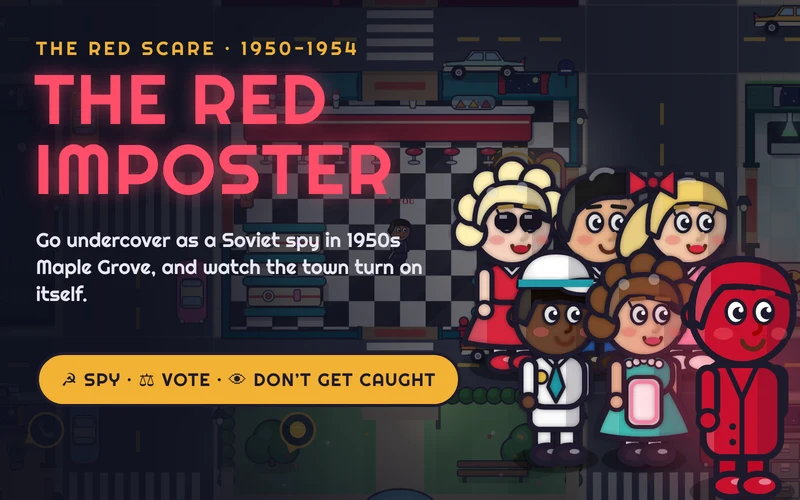 THE RED SCARE · 1950–1954
THE RED
IMPOSTER
Go undercover as a Soviet spy in 1950s
Maple Grove, and watch the town turn on
itself.
☭ SPY · ⚖ VOTE · 👁 DON'T GET CAUGHT
YOU